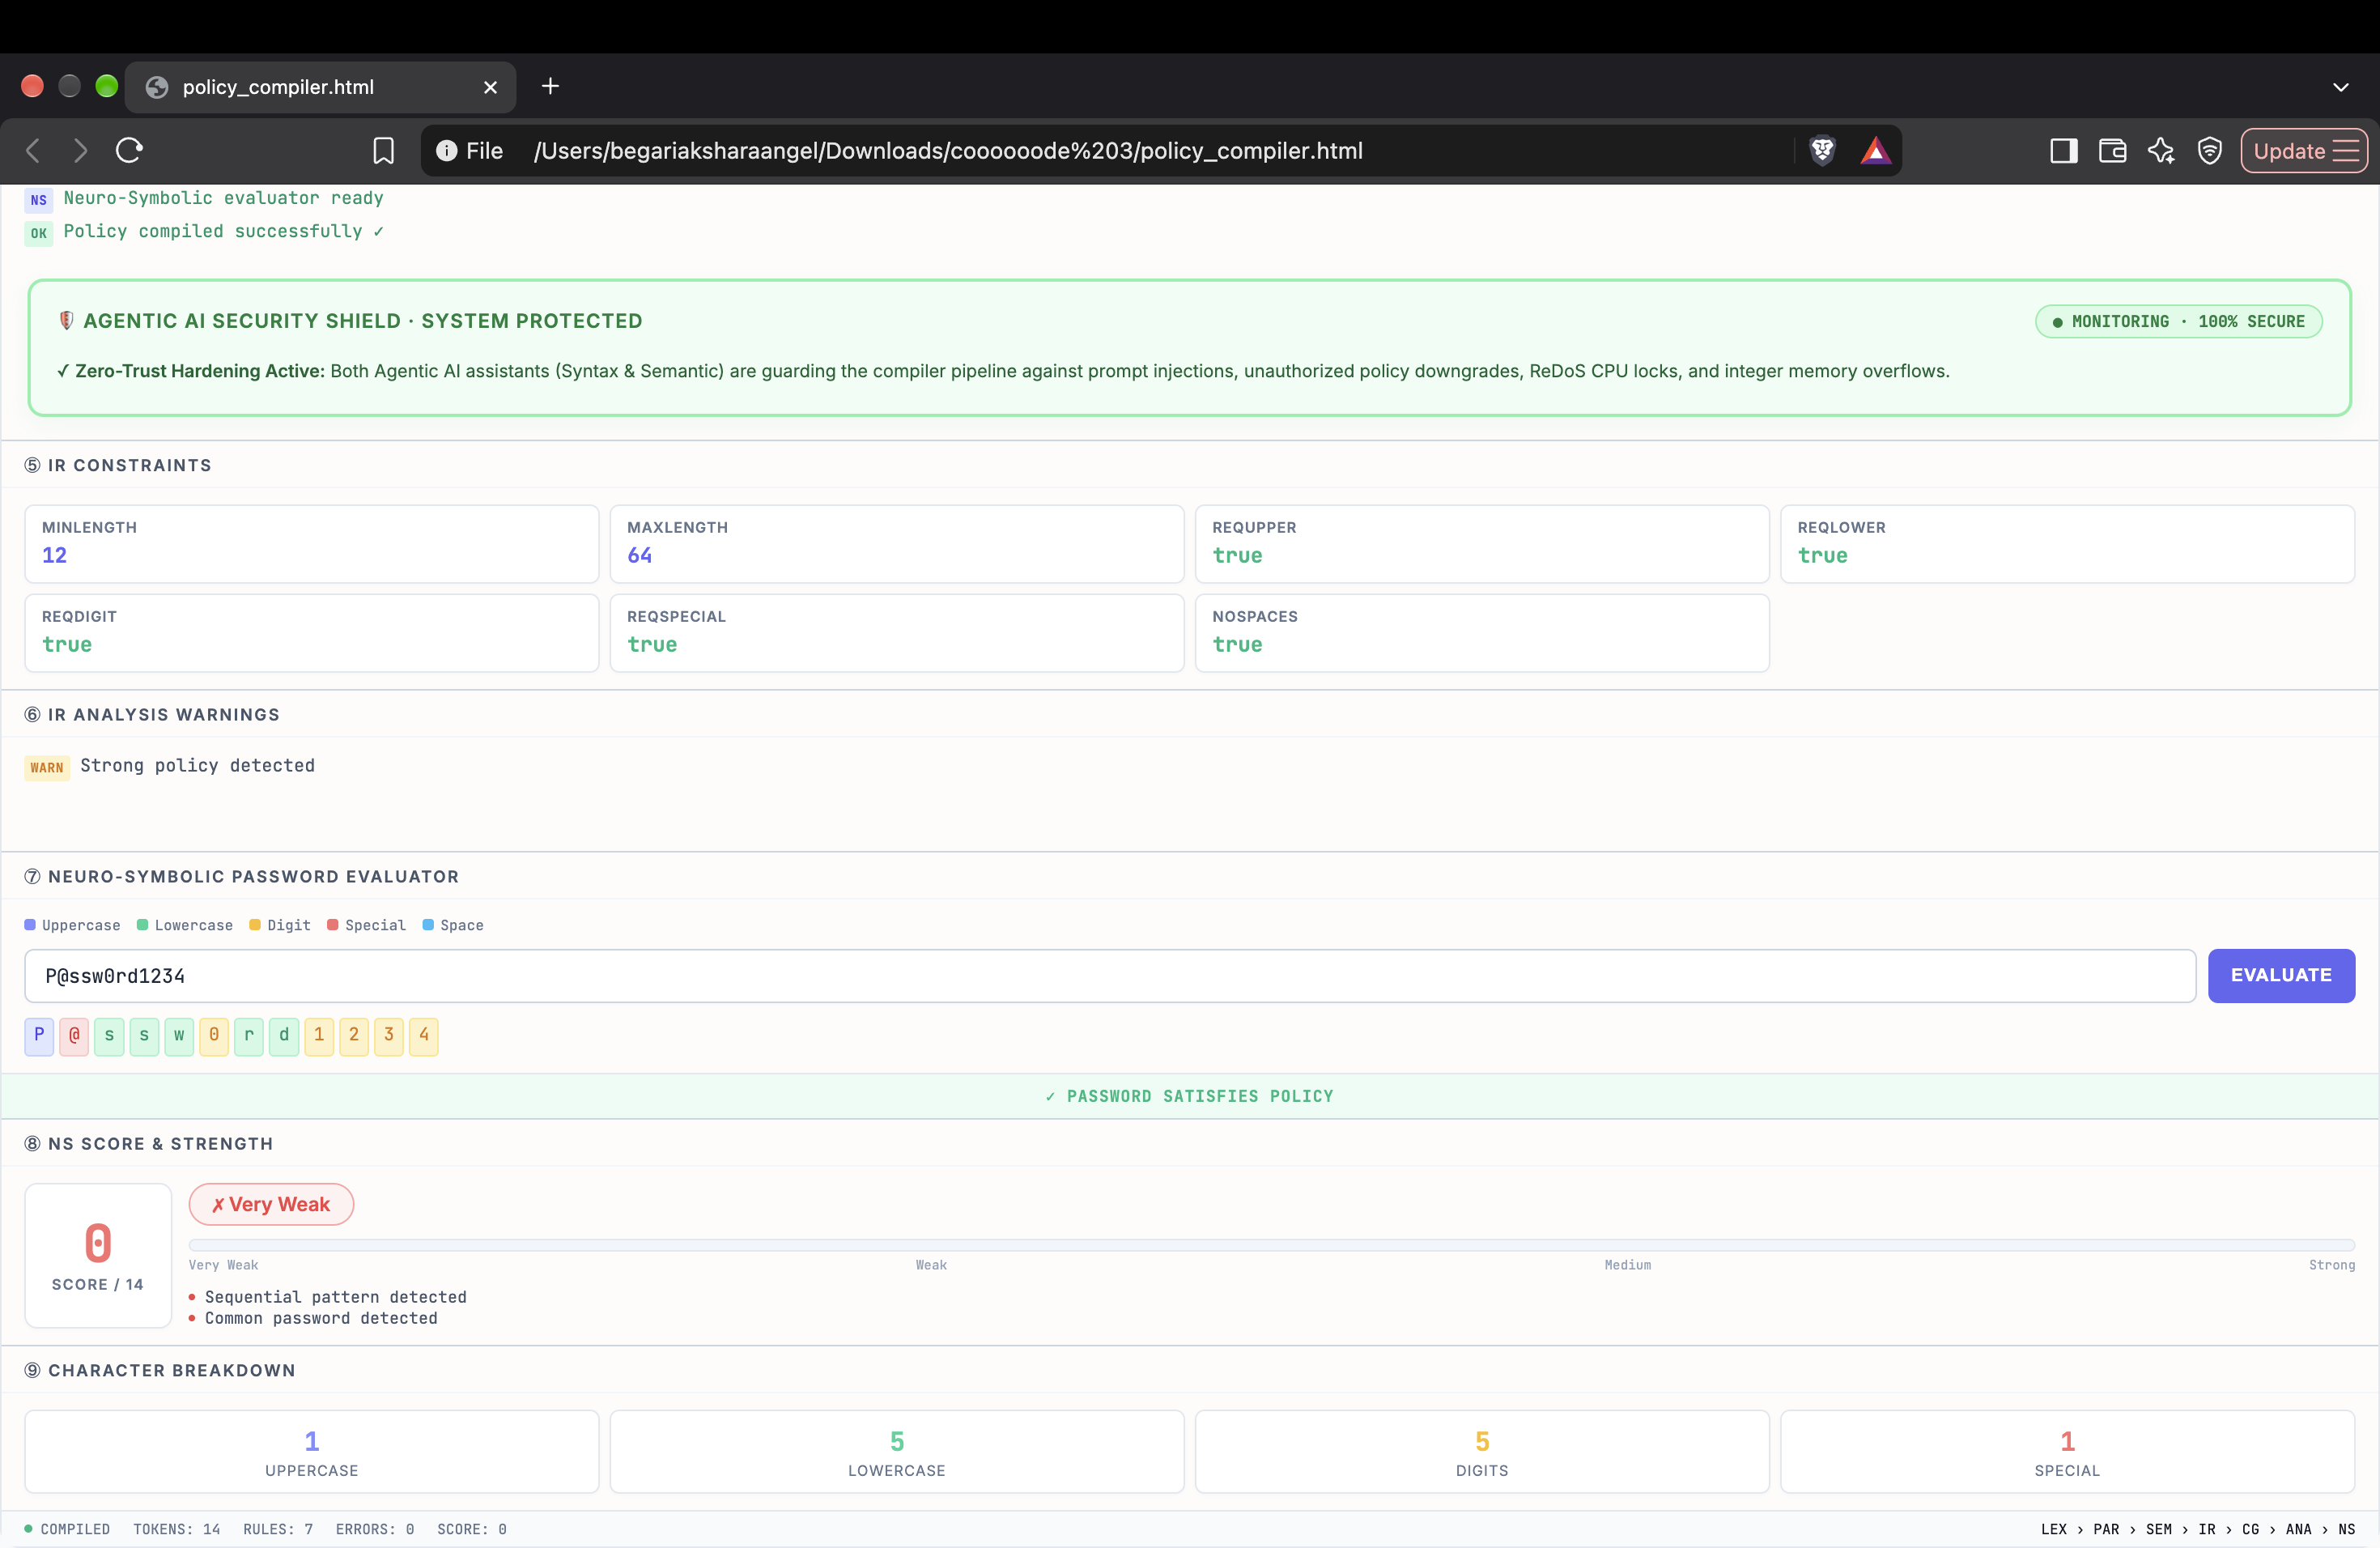 policy_compiler.html
File /Users/begariaksharaangel/Downloads/coooooode%203/policy_compiler.html
Update
NS Neuro-Symbolic evaluator ready
OK Policy compiled successfully ✓
AGENTIC AI SECURITY SHIELD · SYSTEM PROTECTED
● MONITORING · 100% SECURE
✓ Zero-Trust Hardening Active: Both Agentic AI assistants (Syntax & Semantic) are guarding the compiler pipeline against prompt injections, unauthorized policy downgrades, ReDoS CPU locks, and integer memory overflows.
⑤ IR CONSTRAINTS
MINLENGTH
12
MAXLENGTH
64
REQUPPER
true
REQLOWER
true
REQDIGIT
true
REQSPECIAL
true
NOSPACES
true
⑥ IR ANALYSIS WARNINGS
WARN Strong policy detected
⑦ NEURO-SYMBOLIC PASSWORD EVALUATOR
Uppercase Lowercase Digit Special Space
P@ssw0rd1234
EVALUATE
P @ s s w 0 r d 1 2 3 4
✓ PASSWORD SATISFIES POLICY
⑧ NS SCORE & STRENGTH
0
SCORE / 14
✗ Very Weak
Very Weak Weak Medium Strong
• Sequential pattern detected
• Common password detected
⑨ CHARACTER BREAKDOWN
1
UPPERCASE
5
LOWERCASE
5
DIGITS
1
SPECIAL
● COMPILED TOKENS: 14 RULES: 7 ERRORS: 0 SCORE: 0
LEX › PAR › SEM › IR › CG › ANA › NS